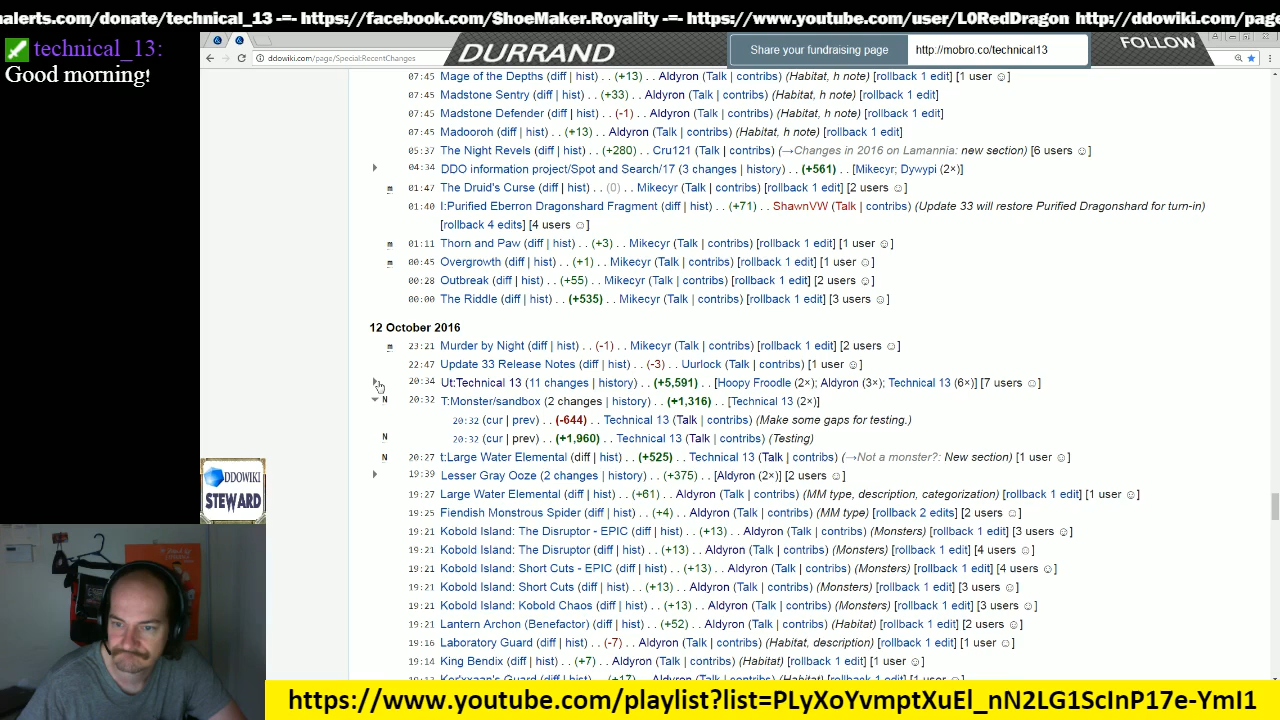 alerts.com/donate/technical_13 -=- https://facebook.com/ShoeMaker.Royality -=- https://www.youtube.com/user/L0RedDragon http://ddowiki.com/page
technical_13:
Good morning!
ddowiki.com/page/Special:RecentChanges
DURRAND
Share your fundraising page
http://mobro.co/technical13
FOLLOW
07:45 Mage of the Depths (diff | hist) . . (+13) . . Aldyron (Talk | contribs) (Habitat, h note) [rollback 1 edit] [1 user ☺]
07:45 Madstone Sentry (diff | hist) . . (+33) . . Aldyron (Talk | contribs) (Habitat, h note) [rollback 1 edit]
07:45 Madstone Defender (diff | hist) . . (-1) . . Aldyron (Talk | contribs) (Habitat, h note) [rollback 1 edit]
07:45 Madooroh (diff | hist) . . (+13) . . Aldyron (Talk | contribs) (Habitat, h note) [rollback 1 edit]
05:37 The Night Revels (diff | hist) . . (+280) . . Cru121 (Talk | contribs) (→Changes in 2016 on Lamannia: new section) [6 users ☺]
04:34 DDO information project/Spot and Search/17 (3 changes | history) . . (+561) . . [Mikecyr; Dywypi (2×)]
m 01:47 The Druid's Curse (diff | hist) . . (0) . . Mikecyr (Talk | contribs) [rollback 1 edit] [2 users ☺]
01:40 I:Purified Eberron Dragonshard Fragment (diff | hist) . . (+71) . . ShawnVW (Talk | contribs) (Update 33 will restore Purified Dragonshard for turn-in)
[rollback 4 edits] [4 users ☺]
m 01:11 Thorn and Paw (diff | hist) . . (+3) . . Mikecyr (Talk | contribs) [rollback 1 edit] [1 user ☺]
m 00:45 Overgrowth (diff | hist) . . (+1) . . Mikecyr (Talk | contribs) [rollback 1 edit] [1 user ☺]
00:28 Outbreak (diff | hist) . . (+55) . . Mikecyr (Talk | contribs) [rollback 1 edit] [2 users ☺]
00:00 The Riddle (diff | hist) . . (+535) . . Mikecyr (Talk | contribs) [rollback 1 edit] [3 users ☺]
12 October 2016
m 23:21 Murder by Night (diff | hist) . . (-1) . . Mikecyr (Talk | contribs) [rollback 1 edit] [2 users ☺]
22:47 Update 33 Release Notes (diff | hist) . . (-3) . . Uurlock (Talk | contribs) [1 user ☺]
20:34 Ut:Technical 13 (11 changes | history) . . (+5,591) . . [Hoopy Froodle (2×); Aldyron (3×); Technical 13 (6×)] [7 users ☺]
N 20:32 T:Monster/sandbox (2 changes | history) . . (+1,316) . . [Technical 13 (2×)]
20:32 (cur | prev) . . (-644) . . Technical 13 (Talk | contribs) (Make some gaps for testing.)
N 20:32 (cur | prev) . . (+1,960) . . Technical 13 (Talk | contribs) (Testing)
N 20:27 t:Large Water Elemental (diff | hist) . . (+525) . . Technical 13 (Talk | contribs) (→Not a monster?: New section) [1 user ☺]
19:39 Lesser Gray Ooze (2 changes | history) . . (+375) . . [Aldyron (2×)] [2 users ☺]
19:27 Large Water Elemental (diff | hist) . . (+61) . . Aldyron (Talk | contribs) (MM type, description, categorization) [rollback 1 edit] [1 user ☺]
19:25 Fiendish Monstrous Spider (diff | hist) . . (+4) . . Aldyron (Talk | contribs) (MM type) [rollback 2 edits] [2 users ☺]
19:21 Kobold Island: The Disruptor - EPIC (diff | hist) . . (+13) . . Aldyron (Talk | contribs) (Monsters) [rollback 1 edit] [3 users ☺]
19:21 Kobold Island: The Disruptor (diff | hist) . . (+13) . . Aldyron (Talk | contribs) (Monsters) [rollback 1 edit] [4 users ☺]
19:21 Kobold Island: Short Cuts - EPIC (diff | hist) . . (+13) . . Aldyron (Talk | contribs) (Monsters) [rollback 1 edit] [4 users ☺]
19:21 Kobold Island: Short Cuts (diff | hist) . . (+13) . . Aldyron (Talk | contribs) (Monsters) [rollback 1 edit] [3 users ☺]
19:21 Kobold Island: Kobold Chaos (diff | hist) . . (+13) . . Aldyron (Talk | contribs) (Monsters) [rollback 1 edit] [3 users ☺]
19:21 Lantern Archon (Benefactor) (diff | hist) . . (+52) . . Aldyron (Talk | contribs) (Habitat) [rollback 1 edit] [2 users ☺]
19:16 Laboratory Guard (diff | hist) . . (-7) . . Aldyron (Talk | contribs) (Habitat, description) [rollback 1 edit] [1 user ☺]
19:14 King Bendix (diff | hist) . . (+7) . . Aldyron (Talk | contribs) (Habitat) [rollback 1 edit] [1 user ☺]
DDOWIKI
STEWARD
https://www.youtube.com/playlist?list=PLyXoYvmptXuEl_nN2LG1ScInP17e-YmI1